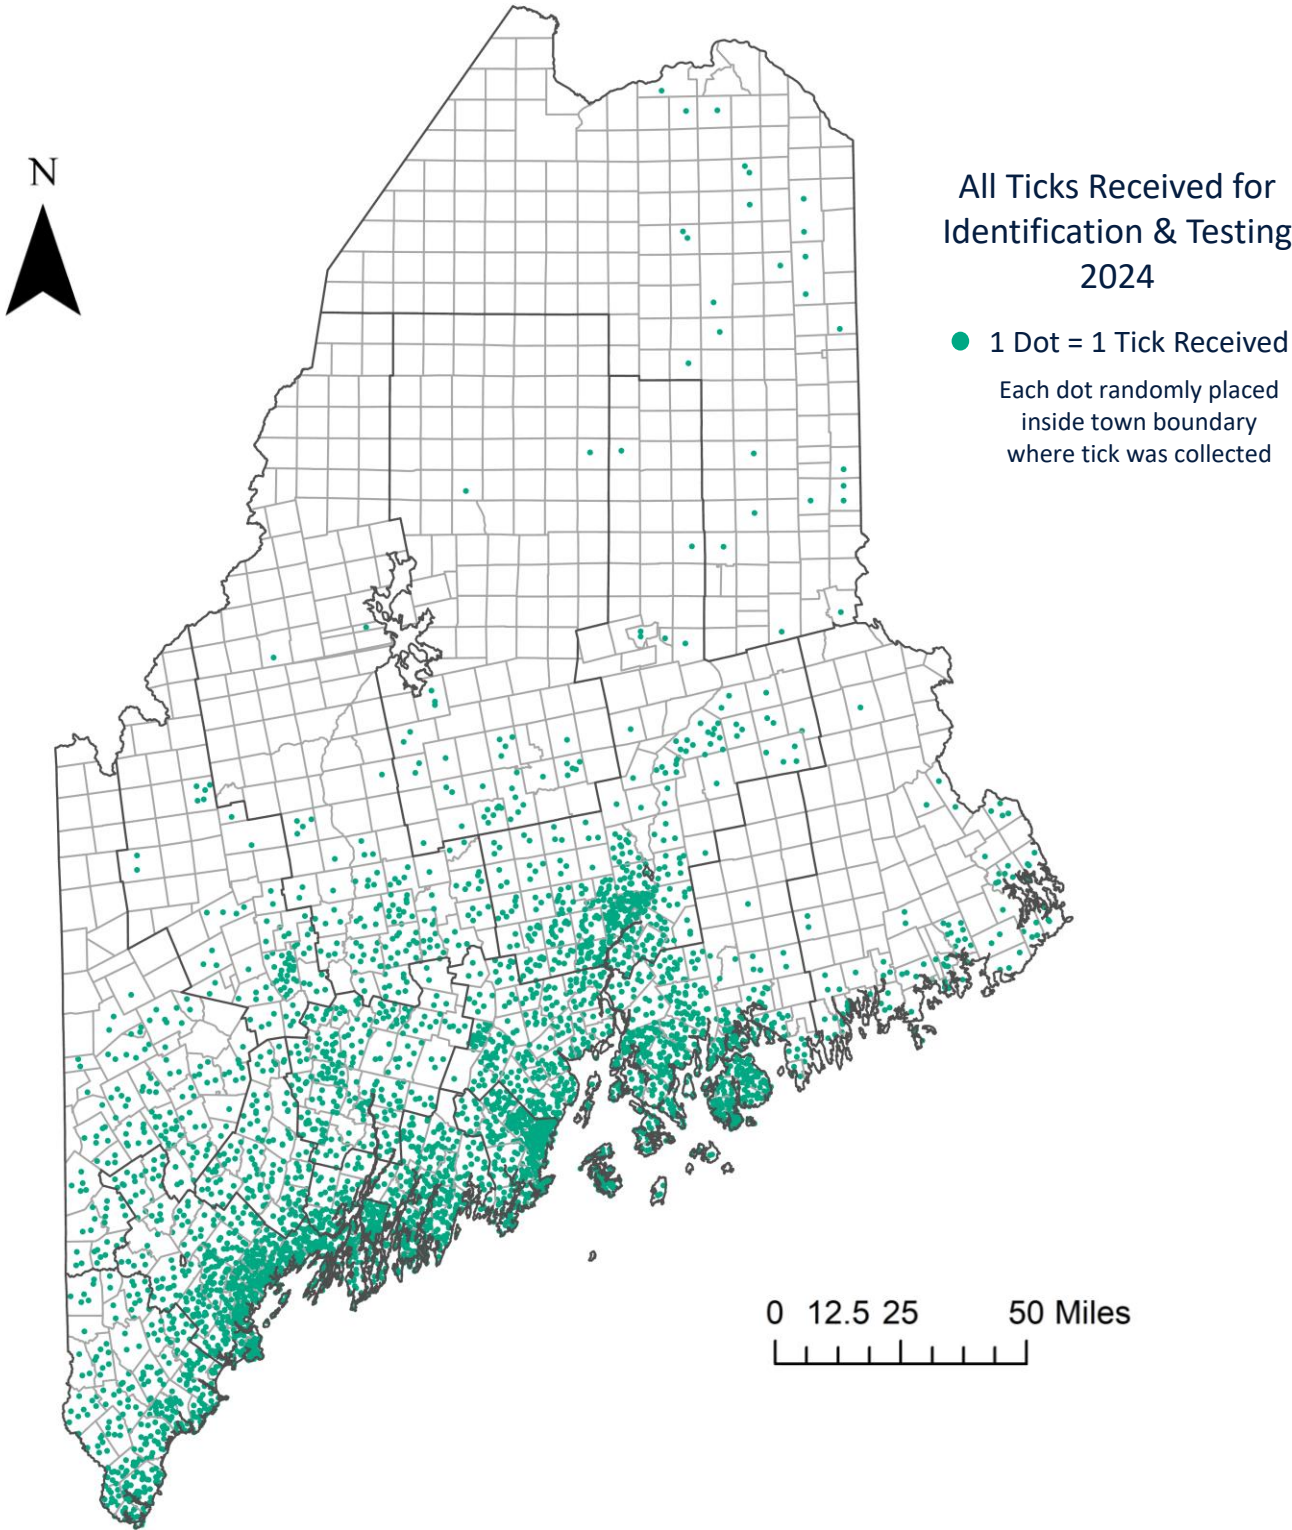 N
All Ticks Received for
Identification & Testing
2024
1 Dot = 1 Tick Received
Each dot randomly placed
inside town boundary
where tick was collected
0 12.5 25 50 Miles